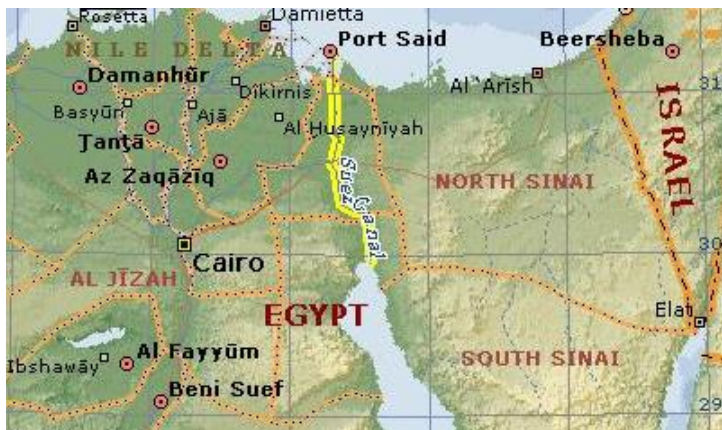 Rosetta
Damietta
NILE DELTA
Port Said
Beersheba
31
Damanhūr
Dikirnis
Al `Arīsh
Basyūn
Ajā
Al Husaynīyah
Ţanţā
ISRAEL
Az Zaqāzīq
Suez Canal
NORTH SINAI
30
Cairo
AL JĪZAH
EGYPT
Elat
Al Fayyūm
Ibshawāy
SOUTH SINAI
Beni Suef
29